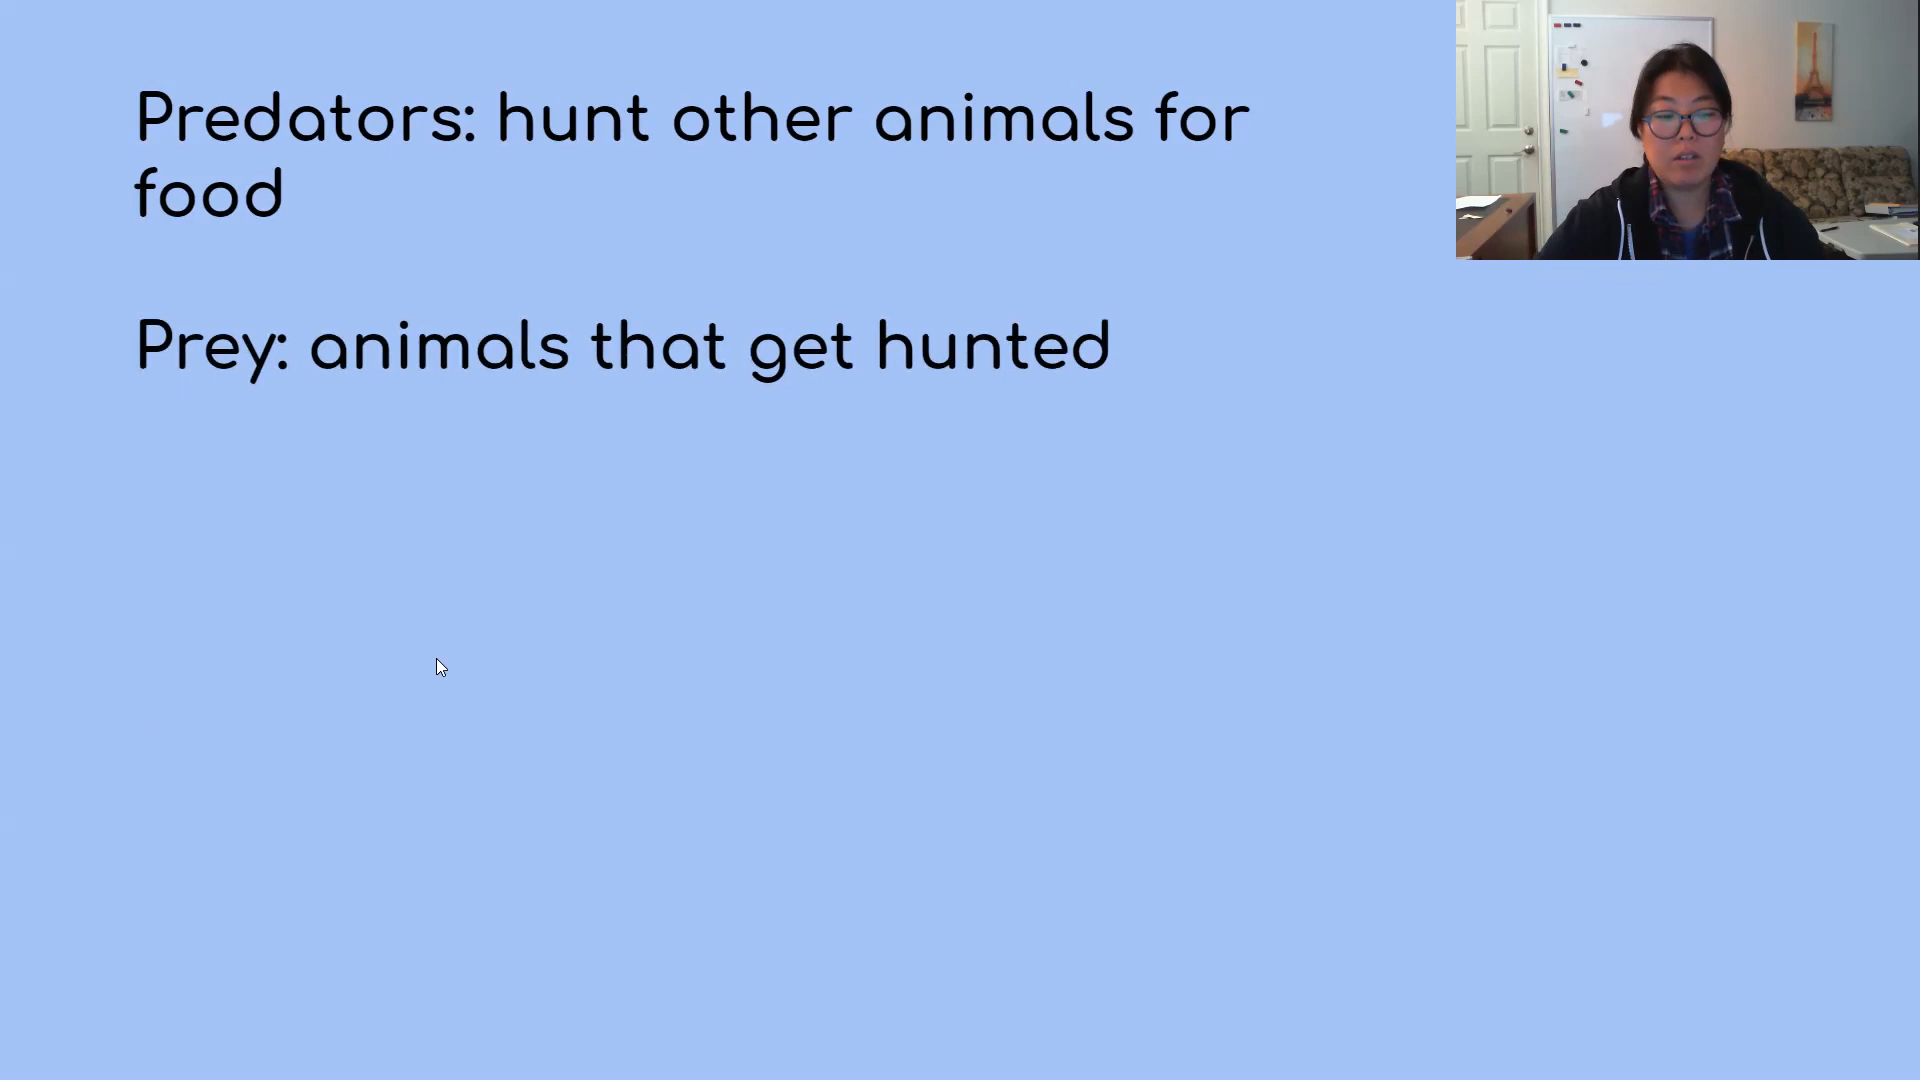 Predators: hunt other animals for
food
Prey: animals that get hunted